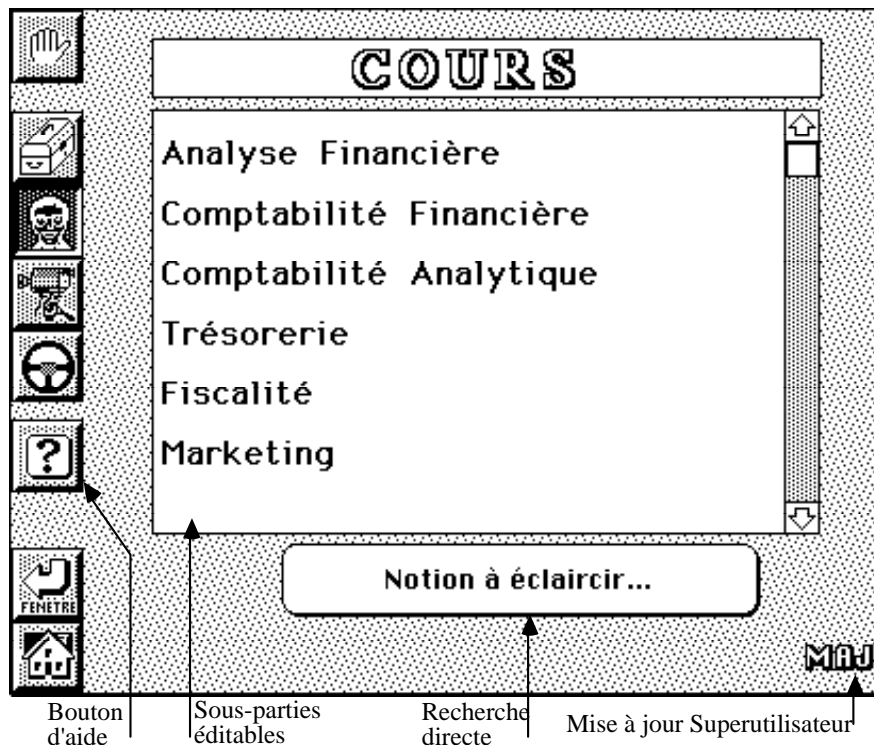 COURS
Analyse Financière
Comptabilité Financière
Comptabilité Analytique
Trésorerie
Fiscalité
Marketing
?
Notion à éclaircir...
FENETRE
MAJ
Bouton
d'aide
Sous-parties
éditables
Recherche
directe
Mise à jour Superutilisateur